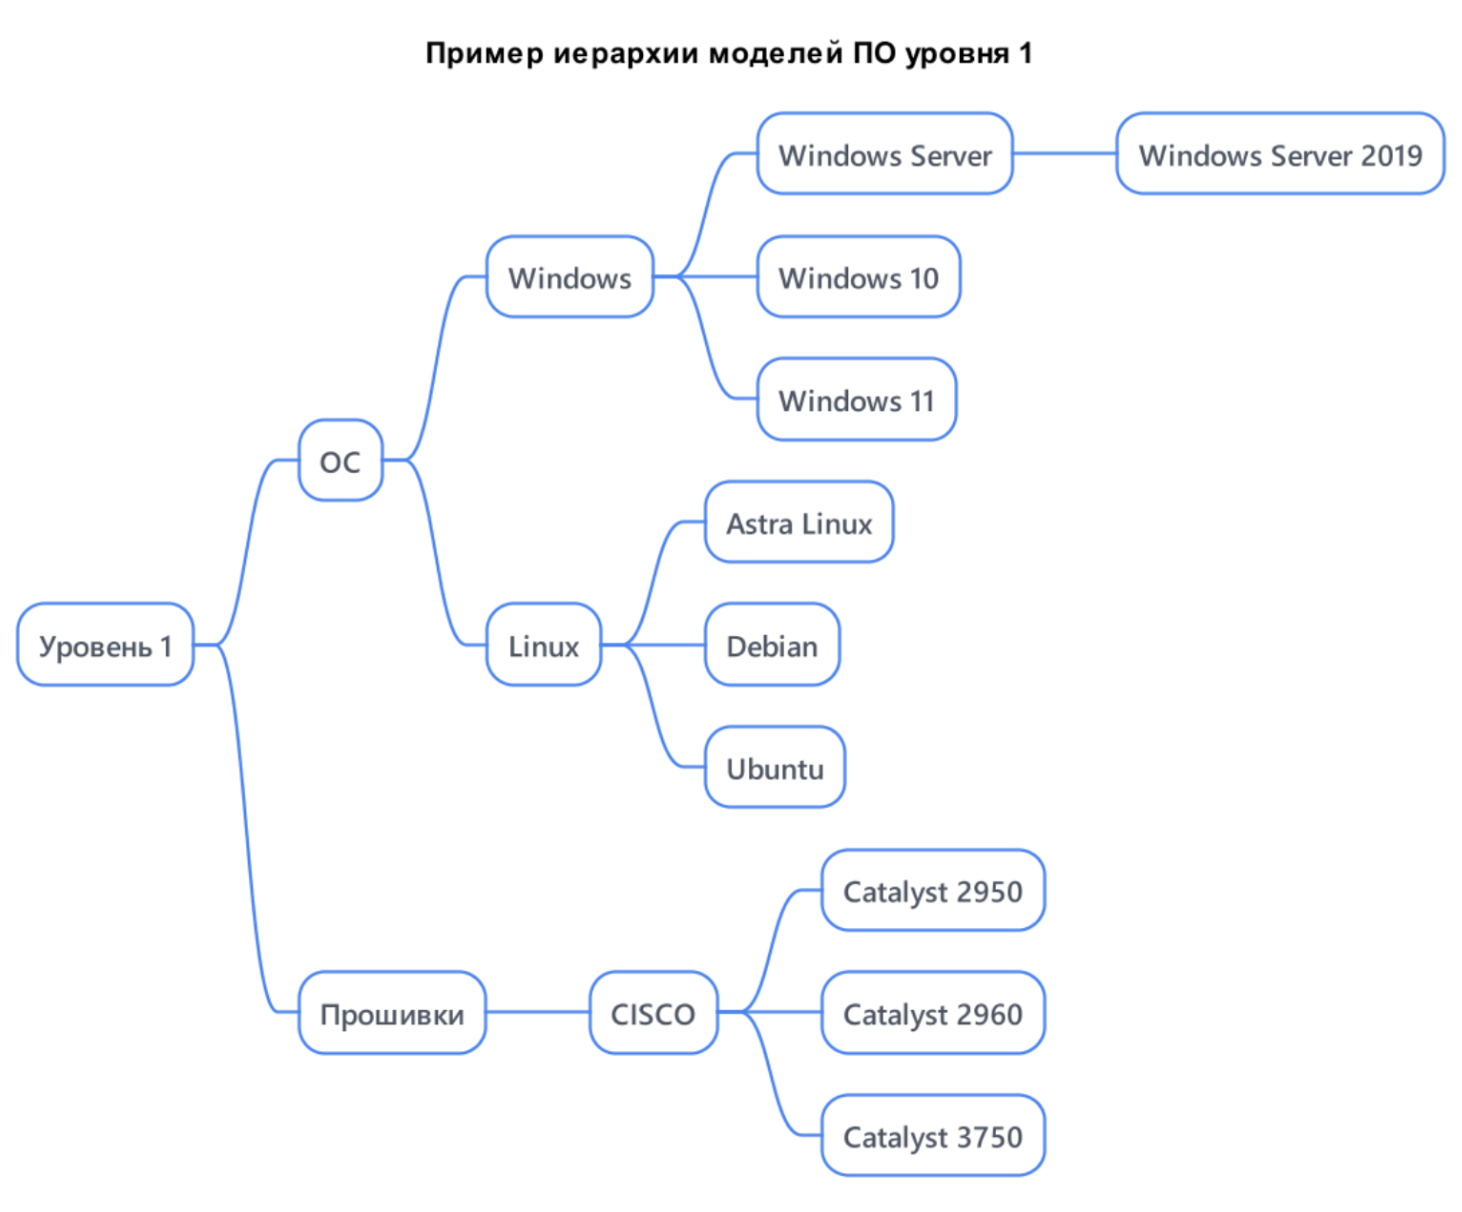 Пример иерархии моделей ПО уровня 1
Windows Server
Windows Server 2019
Windows
Windows 10
Windows 11
ОС
Astra Linux
Уровень 1
Linux
Debian
Ubuntu
Catalyst 2950
Прошивки
CISCO
Catalyst 2960
Catalyst 3750